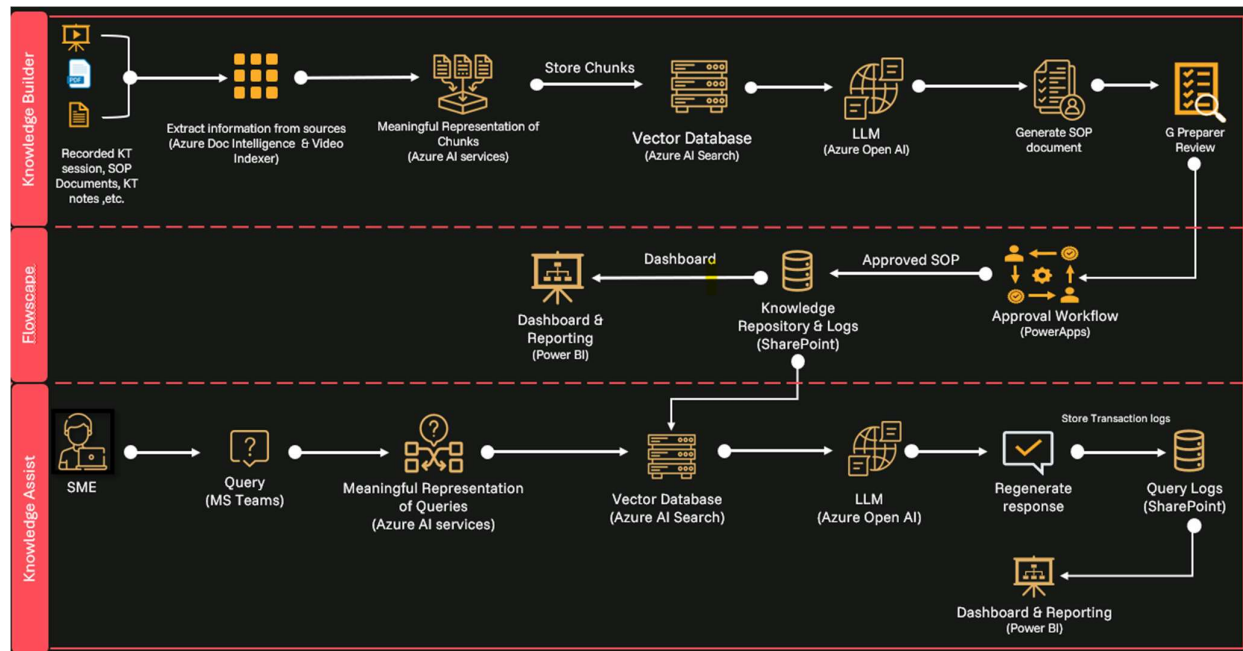 Knowledge Builder
PDF
Recorded KT
session, SOP
Documents, KT
notes ,etc.
Extract information from sources
(Azure Doc Intelligence & Video
Indexer)
Meaningful Representation of
Chunks
(Azure AI services)
Store Chunks
Vector Database
(Azure AI Search)
LLM
(Azure Open AI)
Generate SOP
document
G Preparer
Review
Flowscape
Dashboard &
Reporting
(Power BI)
Dashboard
Knowledge
Repository & Logs
(SharePoint)
Approved SOP
Approval Workflow
(PowerApps)
Knowledge Assist
SME
?
Query
(MS Teams)
?
Meaningful Representation
of Queries
(Azure AI services)
Vector Database
(Azure AI Search)
LLM
(Azure Open AI)
Regenerate
response
Store Transaction logs
Query Logs
(SharePoint)
Dashboard & Reporting
(Power BI)